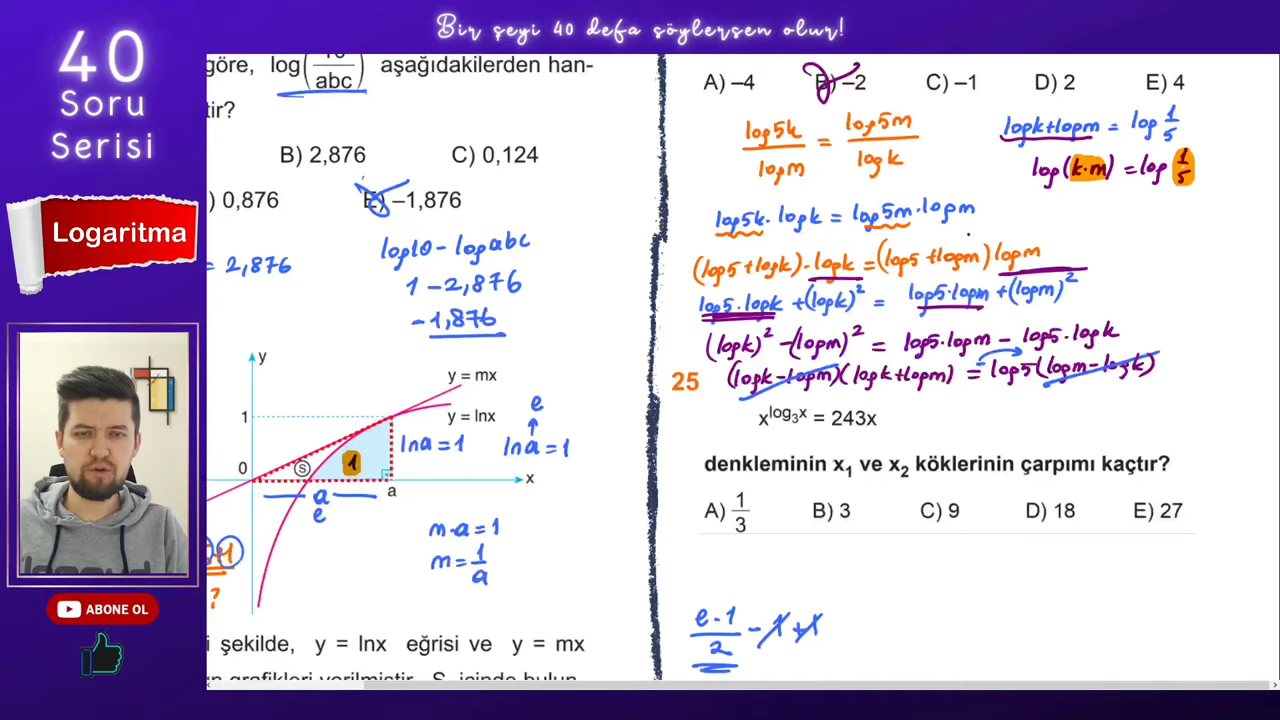 Bir şeyi 40 defa söylersen olur!
40
Soru
Serisi
Logaritma
ABONE OL
göre, log(10/abc) aşağıdakilerden han-
tir?
B) 2,876 C) 0,124
) 0,876 E) –1,876
= 2,876
log10 - logabc
1 - 2,876
-1,876
y
y = mx
y = lnx
1
0
S
1
a
x
a
e
lna = 1
e
lna = 1
m·a = 1
m = 1/a
+1
?
i şekilde, y = lnx eğrisi ve y = mx
A) –4 B) –2 C) –1 D) 2 E) 4
log5k/logm = log5m/logk
logk+logm = log 1/5
log(k·m) = log 1/5
log5k·logk = log5m·logm
(log5+logk)·logk = (log5+logm)logm
log5·logk+(logk)² = log5·logm+(logm)²
(logk)²-(logm)² = log5·logm - log5·logk
(logk-logm)(logk+logm) = log5(logm-logk)
25
x^log₃x = 243x
denkleminin x₁ ve x₂ köklerinin çarpımı kaçtır?
A) 1/3 B) 3 C) 9 D) 18 E) 27
e·1/2 - 1 + 1